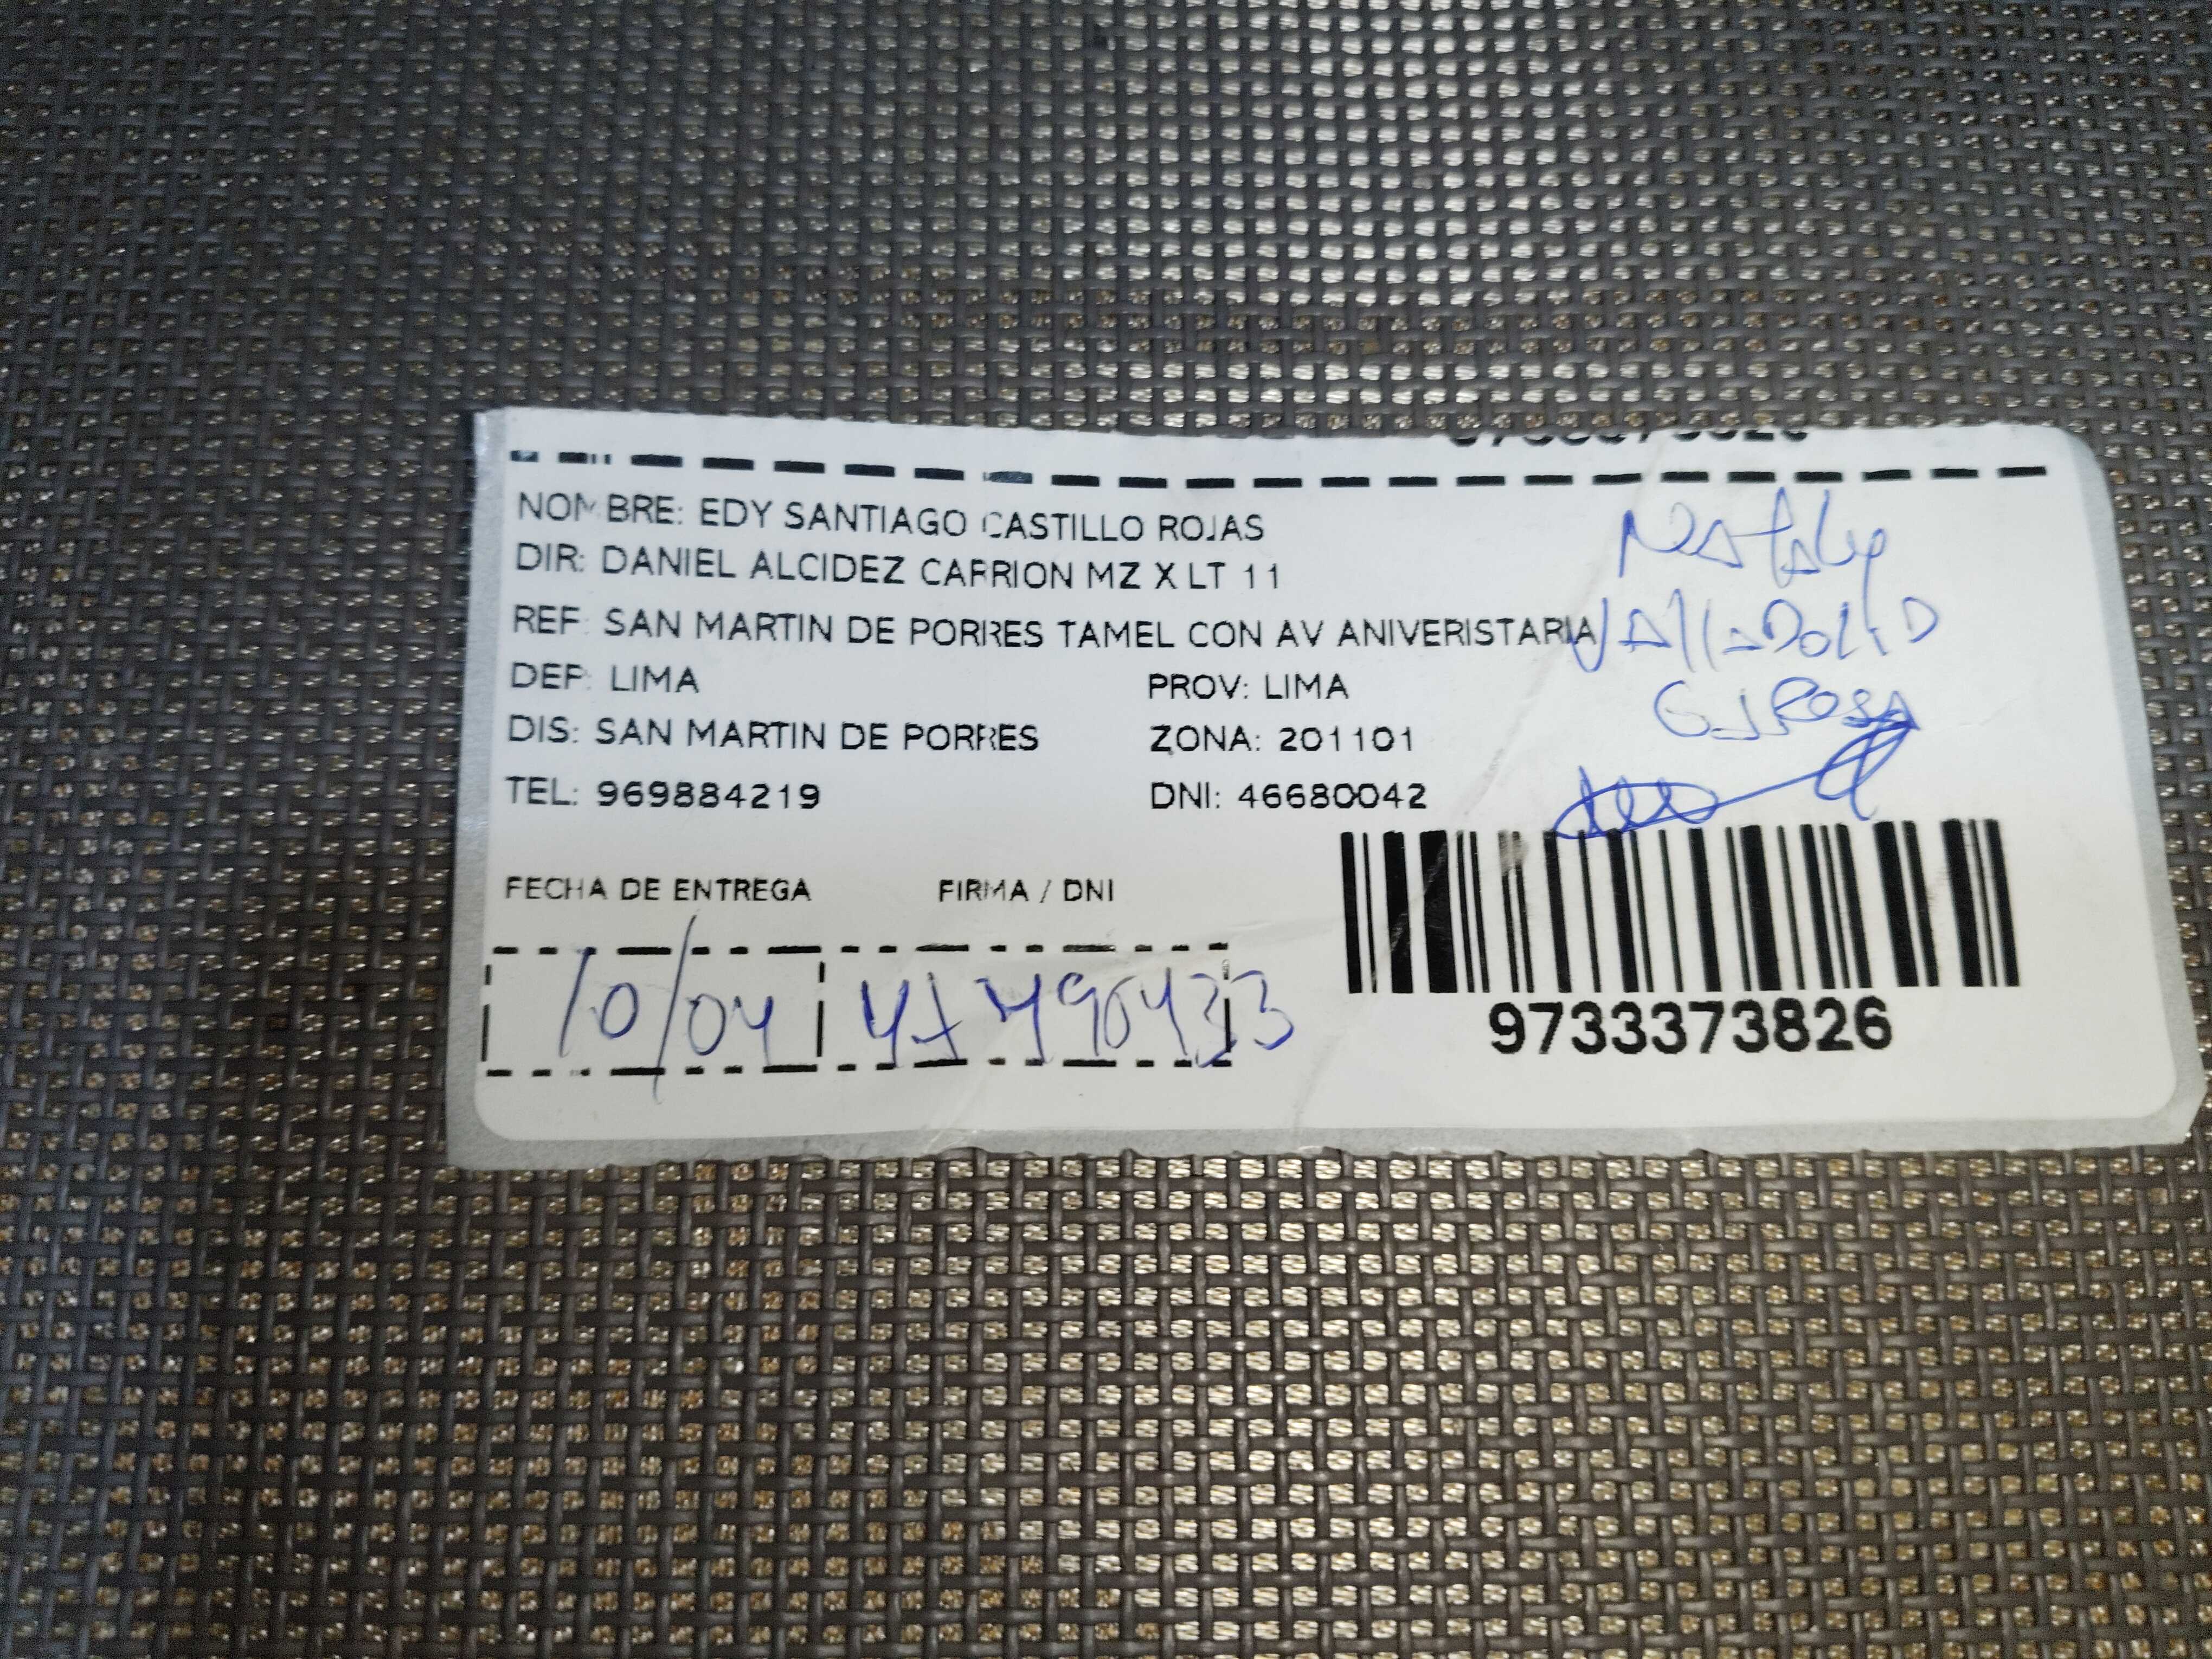 NOMBRE: EDY SANTIAGO CASTILLO ROJAS
DIR: DANIEL ALCIDEZ CARRION MZ X LT 11
REF: SAN MARTIN DE PORRES TAMEL CON AV ANIVERISTARIA
DEP: LIMA
PROV: LIMA
DIS: SAN MARTIN DE PORRES
ZONA: 201101
TEL: 969884219
DNI: 46680042
Nataly
VAllADOLID
ESPOSA
FECHA DE ENTREGA
FIRMA / DNI
10/04
9733373826